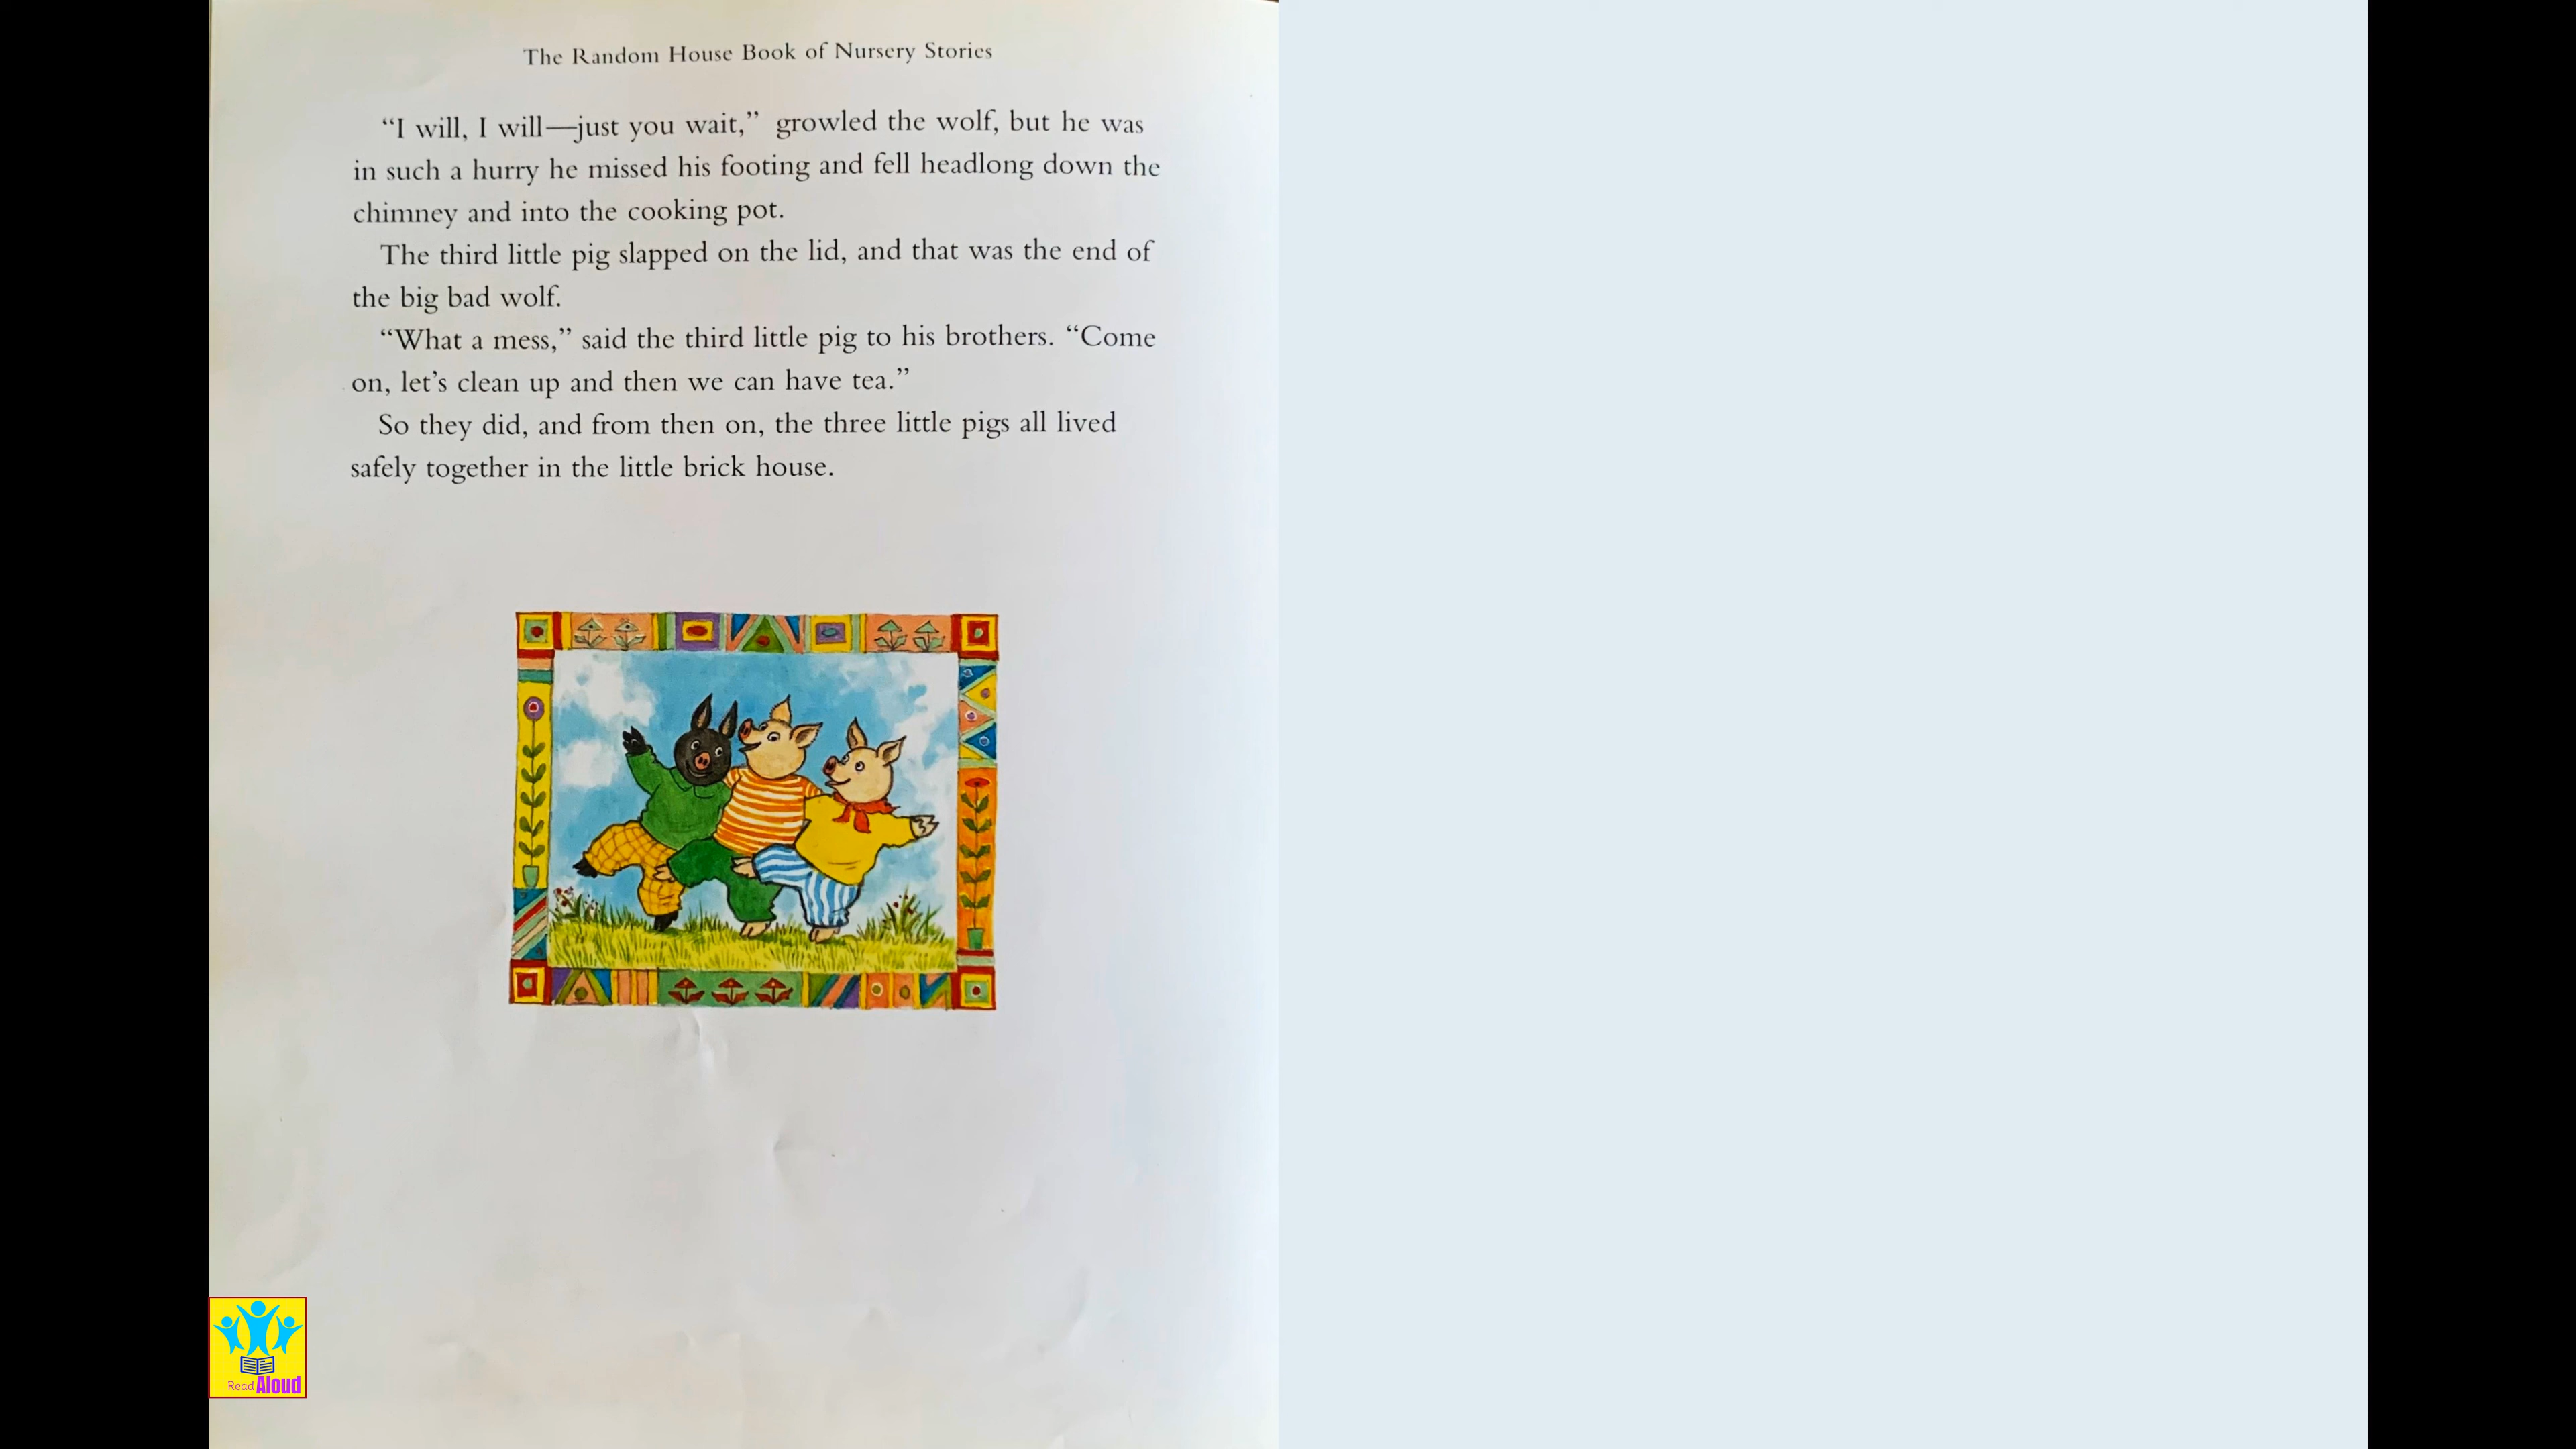 The Random House Book of Nursery Stories
“I will, I will—just you wait,” growled the wolf, but he was
in such a hurry he missed his footing and fell headlong down the
chimney and into the cooking pot.
The third little pig slapped on the lid, and that was the end of
the big bad wolf.
“What a mess,” said the third little pig to his brothers. “Come
on, let’s clean up and then we can have tea.”
So they did, and from then on, the three little pigs all lived
safely together in the little brick house.
Read Aloud